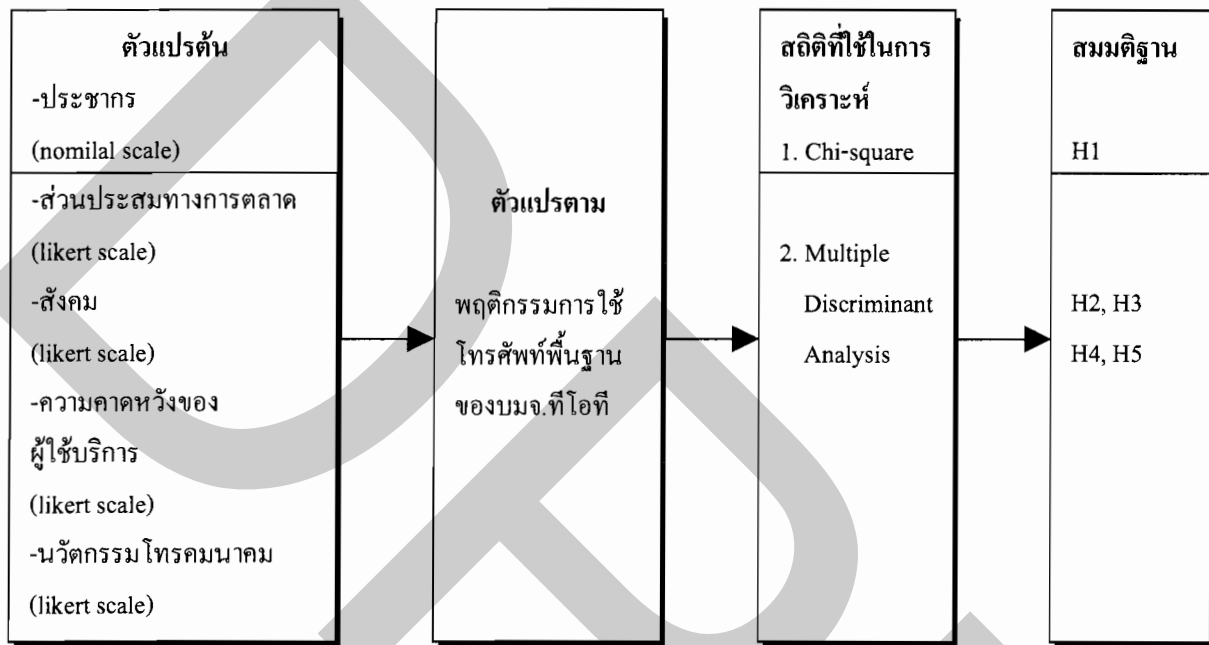 ตัวแปรต้น
-ประชากร
(nomilal scale)
-ส่วนประสมทางการตลาด
(likert scale)
-สังคม
(likert scale)
-ความคาดหวังของ
ผู้ใช้บริการ
(likert scale)
-นวัตกรรมโทรคมนาคม
(likert scale)
ตัวแปรตาม
พฤติกรรมการใช้
โทรศัพท์พื้นฐาน
ของบมจ.ทีโอที
สถิติที่ใช้ในการ
วิเคราะห์
1. Chi-square
2. Multiple
Discriminant
Analysis
สมมติฐาน
H1
H2, H3
H4, H5